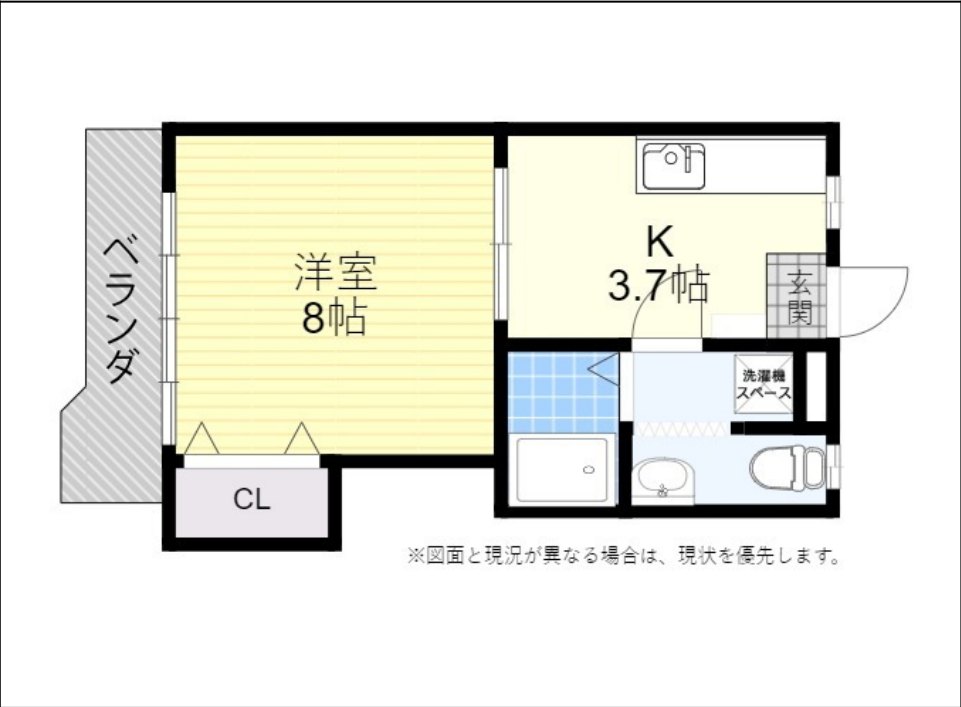 ベランダ
洋室
8帖
K
3.7帖
玄関
洗濯機
スペース
CL
※図面と現況が異なる場合は、現状を優先します。